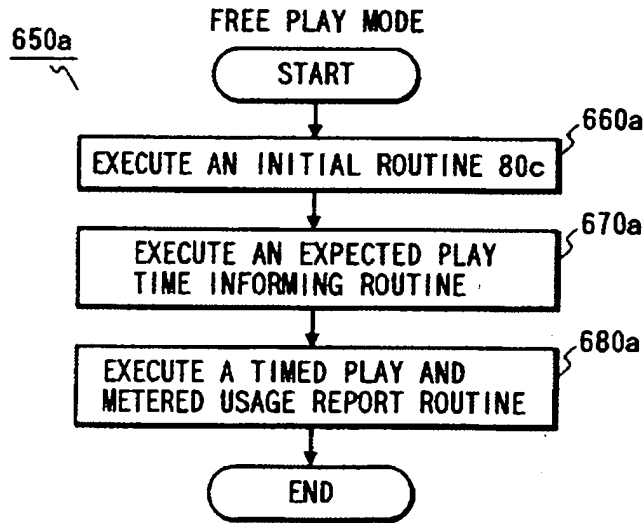 FREE PLAY MODE
650a
START
660a
EXECUTE AN INITIAL ROUTINE 80c
670a
EXECUTE AN EXPECTED PLAY
TIME INFORMING ROUTINE
680a
EXECUTE A TIMED PLAY AND
METERED USAGE REPORT ROUTINE
END